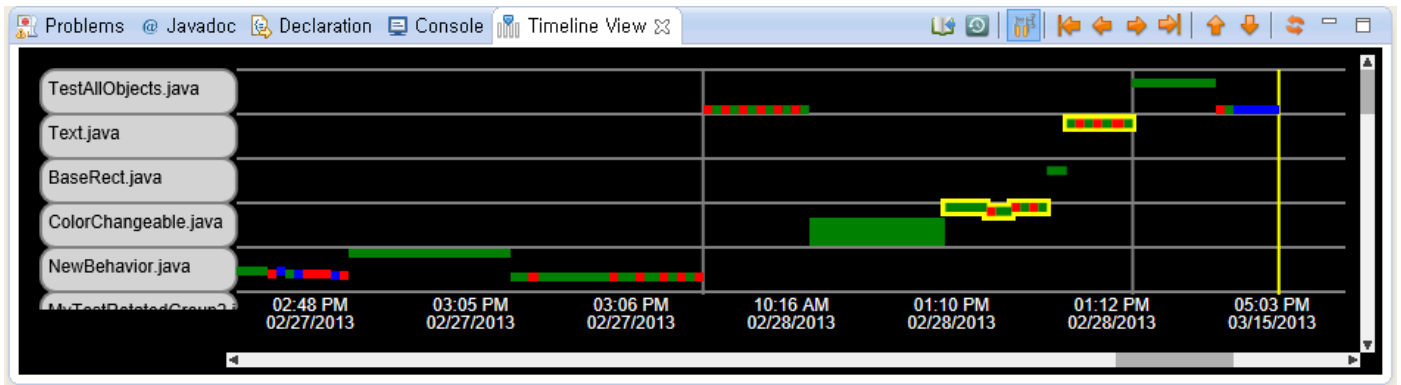 Problems @ Javadoc Declaration Console Timeline View
TestAllObjects.java
Text.java
BaseRect.java
ColorChangeable.java
NewBehavior.java
02:48 PM 03:05 PM 03:06 PM 10:16 AM 01:10 PM 01:12 PM 05:03 PM
02/27/2013 02/27/2013 02/27/2013 02/28/2013 02/28/2013 02/28/2013 03/15/2013